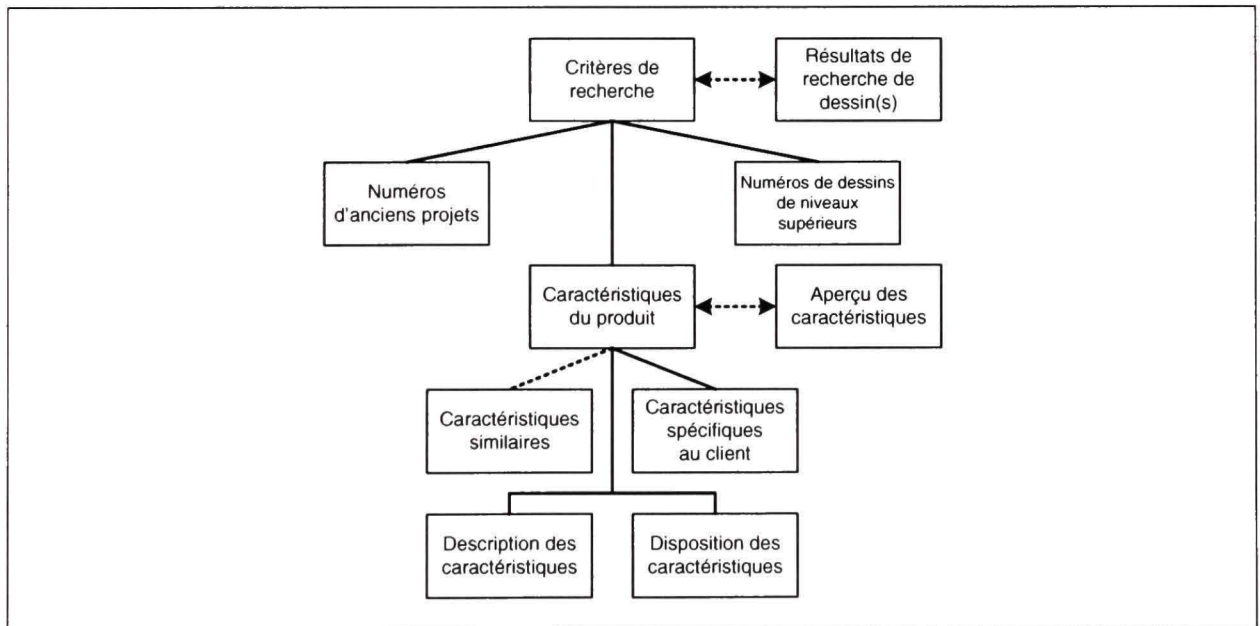 Critères de
recherche
Résultats de
recherche de
dessin(s)
Numéros
d'anciens projets
Numéros de dessins
de niveaux
supérieurs
Caractéristiques
du produit
Aperçu des
caractéristiques
Caractéristiques
similaires
Caractéristiques
spécifiques
au client
Description des
caractéristiques
Disposition des
caractéristiques